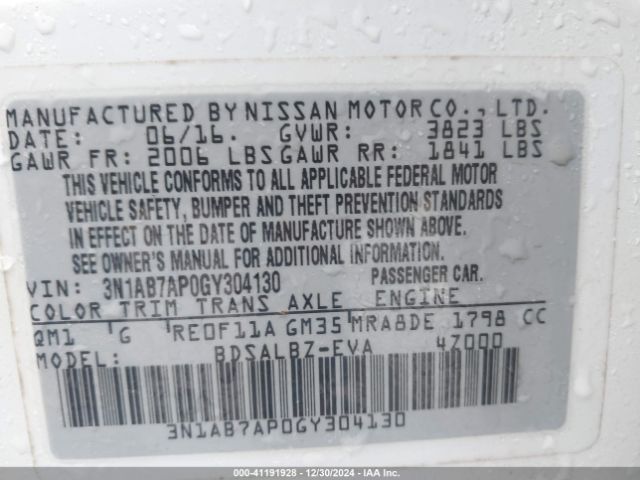 MANUFACTURED BY NISSAN MOTOR CO., LTD.
DATE: 06/16. GVWR: 3823 LBS
GAWR FR: 2006 LBS GAWR RR: 1841 LBS
THIS VEHICLE CONFORMS TO ALL APPLICABLE FEDERAL MOTOR
VEHICLE SAFETY, BUMPER AND THEFT PREVENTION STANDARDS
IN EFFECT ON THE DATE OF MANUFACTURE SHOWN ABOVE.
SEE OWNER'S MANUAL FOR ADDITIONAL INFORMATION.
VIN: 3N1AB7AP0GY304130 PASSENGER CAR.
COLOR TRIM TRANS AXLE ENGINE
QM1 G RE0F11A GM35 MRA8DE 1798 CC
MODEL: BDSALBZ-EVA 4Z000
3N1AB7AP0GY304130
000-41191928 - 12/30/2024 - IAA, Inc.